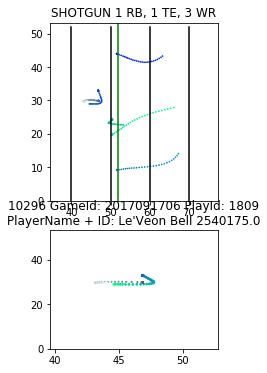 SHOTGUN 1 RB, 1 TE, 3 WR
50
40
30
20
10
0
40 50 60 70
10296 GameId: 2017091706 PlayId: 1809
PlayerName + ID: Le'Veon Bell 2540175.0
40
20
0
40 45 50